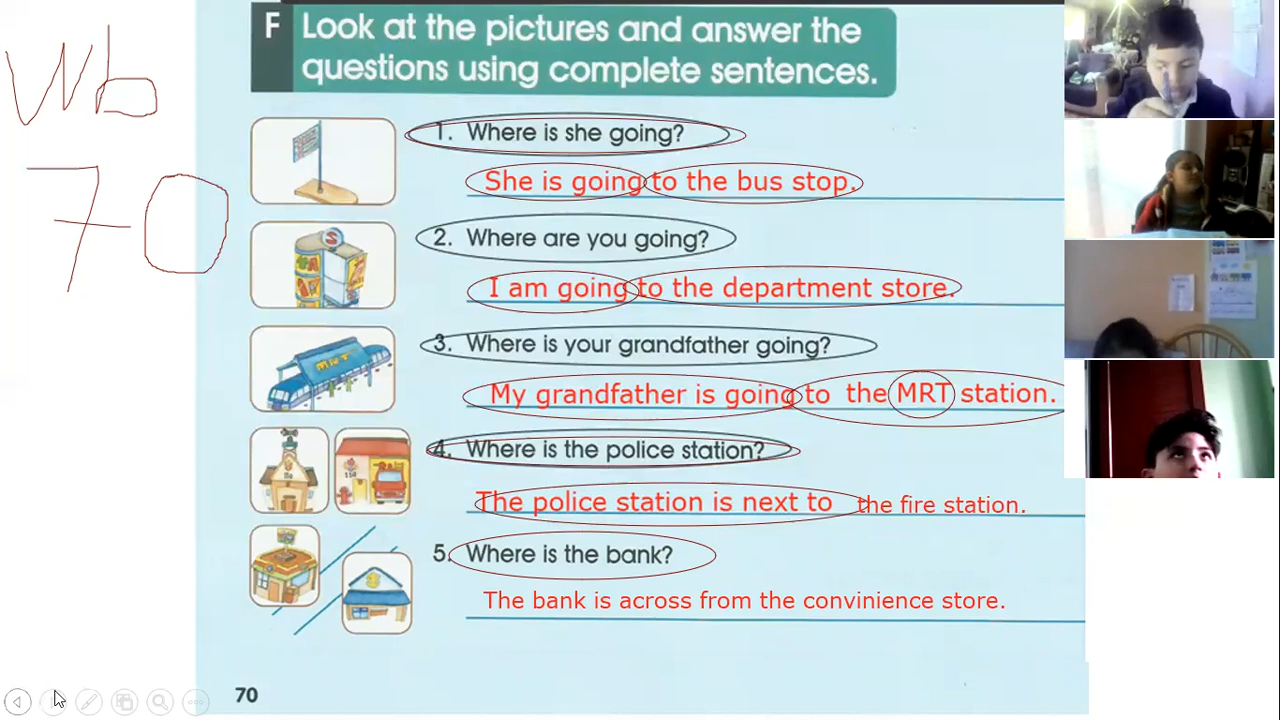 Wb
70
F Look at the pictures and answer the
questions using complete sentences.
1. Where is she going?
She is going to the bus stop.
2. Where are you going?
S
I am going to the department store.
3. Where is your grandfather going?
MRT
My grandfather is going to the MRT station.
4. Where is the police station?
The police station is next to the fire station.
5. Where is the bank?
The bank is across from the convinience store.
70